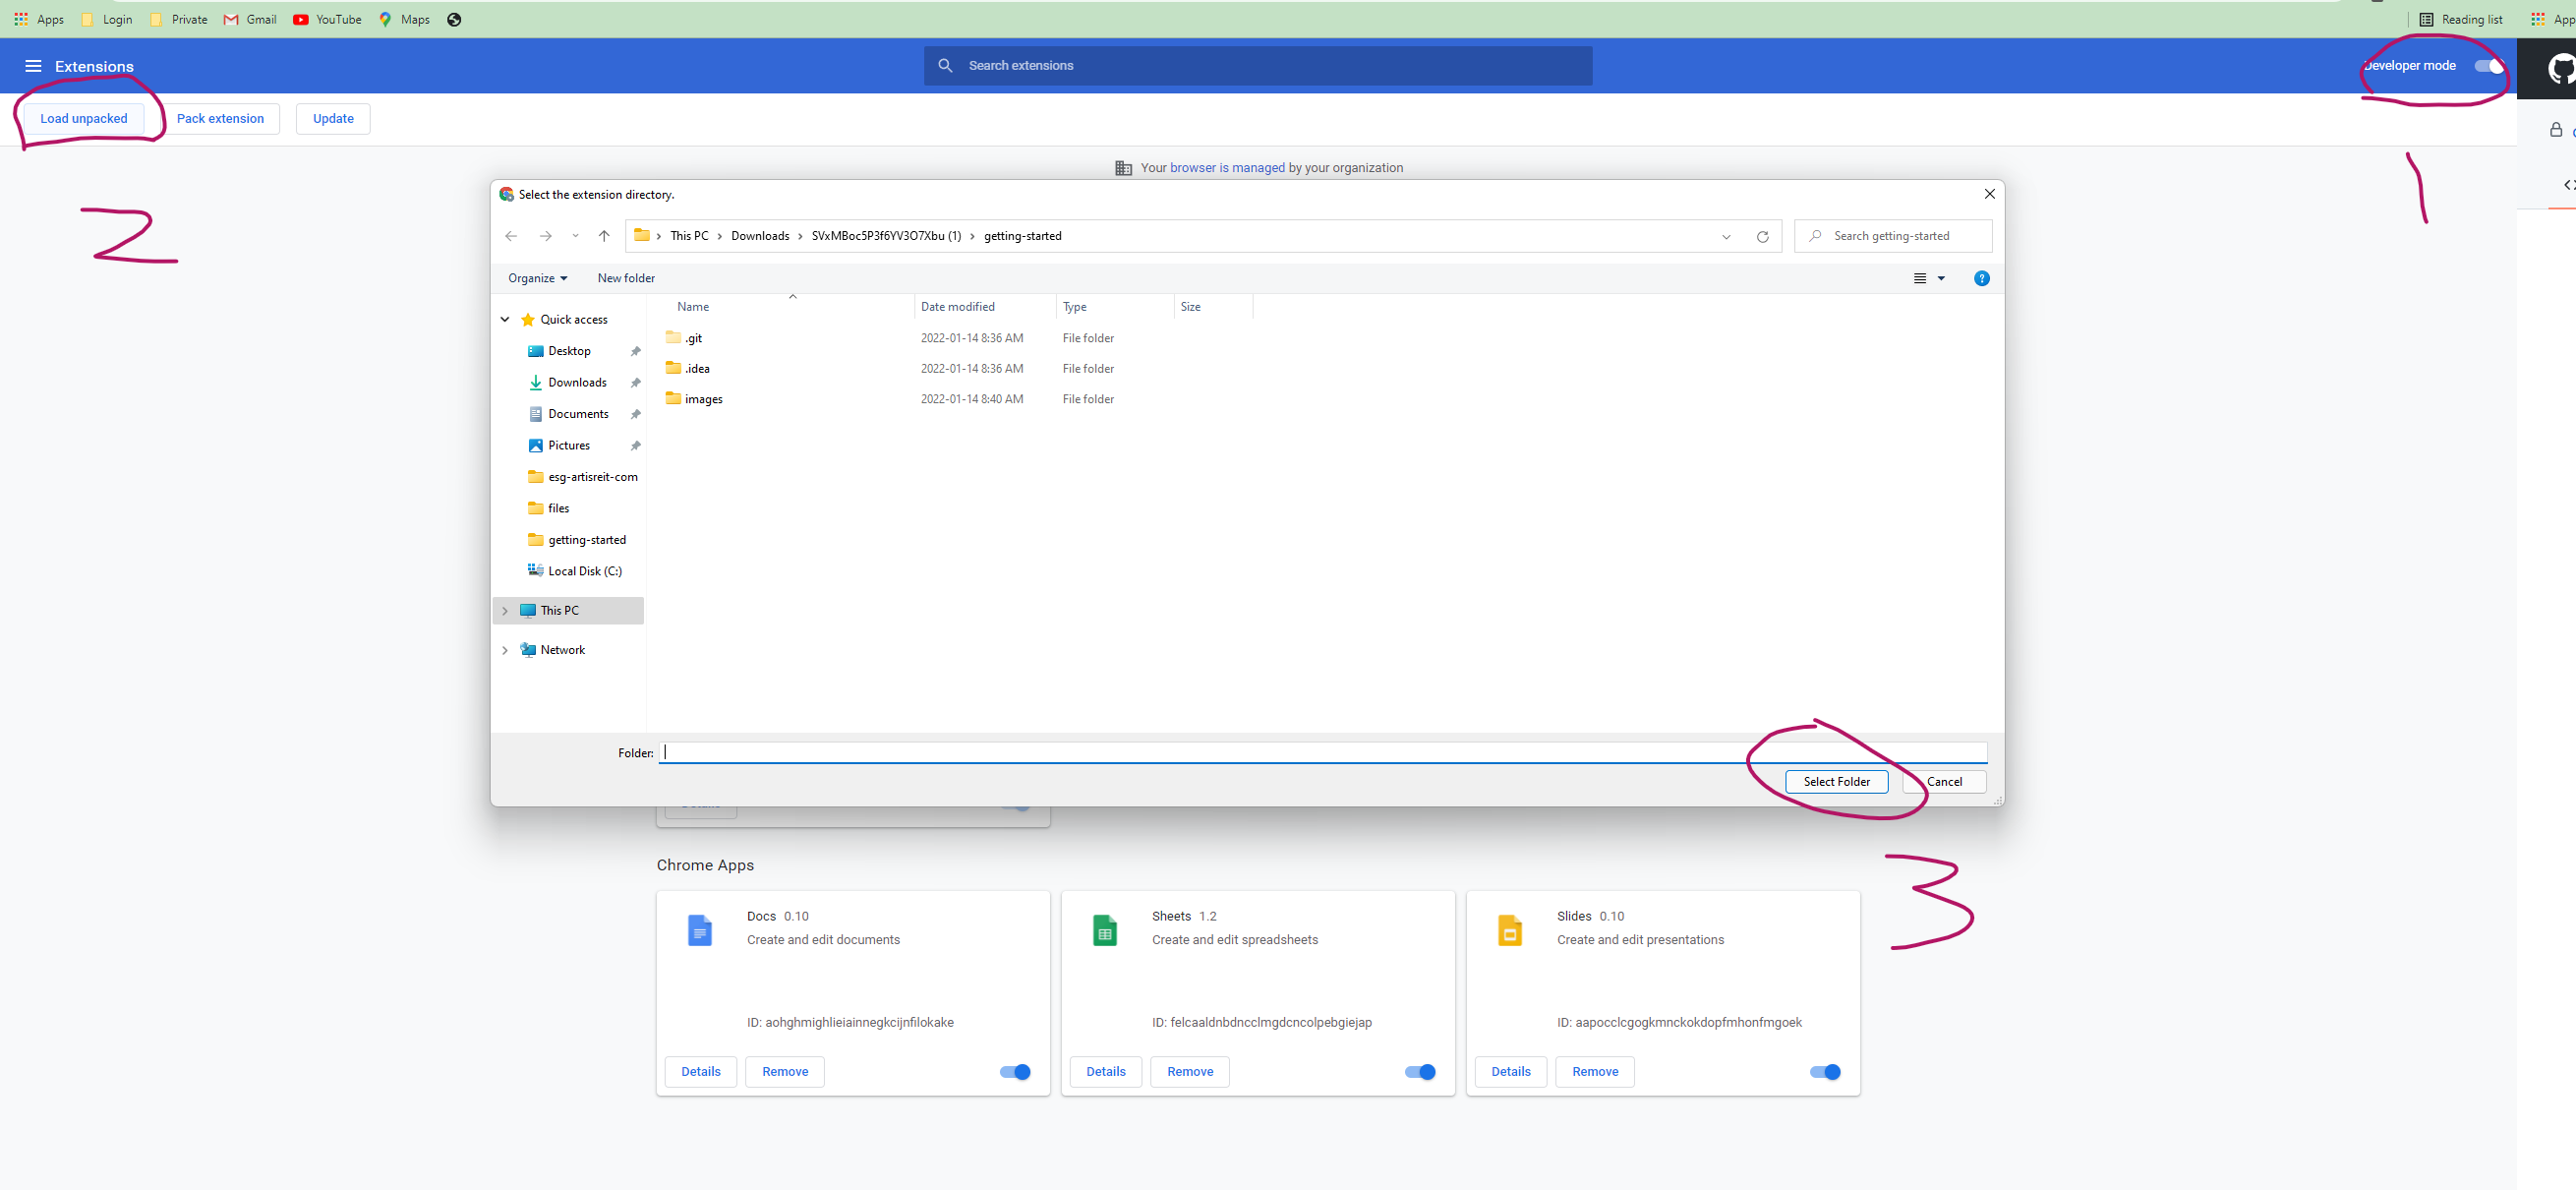 Apps Login Private Gmail YouTube Maps Reading list
Extensions Search extensions Developer mode
Load unpacked Pack extension Update
1
2
Your browser is managed by your organization
Select the extension directory.
This PC › Downloads › SVxMBoc5P3f6YV3O7Xbu (1) › getting-started Search getting-started
Organize New folder
Name Date modified Type Size
Quick access
Desktop
Downloads
Documents
Pictures
esg-artisreit-com
files
getting-started
Local Disk (C:)
This PC
Network
.git 2022-01-14 8:36 AM File folder
.idea 2022-01-14 8:36 AM File folder
images 2022-01-14 8:40 AM File folder
Folder:
Select Folder Cancel
3
Chrome Apps
Docs 0.10
Create and edit documents
ID: aohghmighlieiainnegkcijnfilokake
Details Remove
Sheets 1.2
Create and edit spreadsheets
ID: felcaaldnbdncclmgdcncolpebgiejap
Details Remove
Slides 0.10
Create and edit presentations
ID: aapocclcgogkmnckokdopfmhonfmgoek
Details Remove